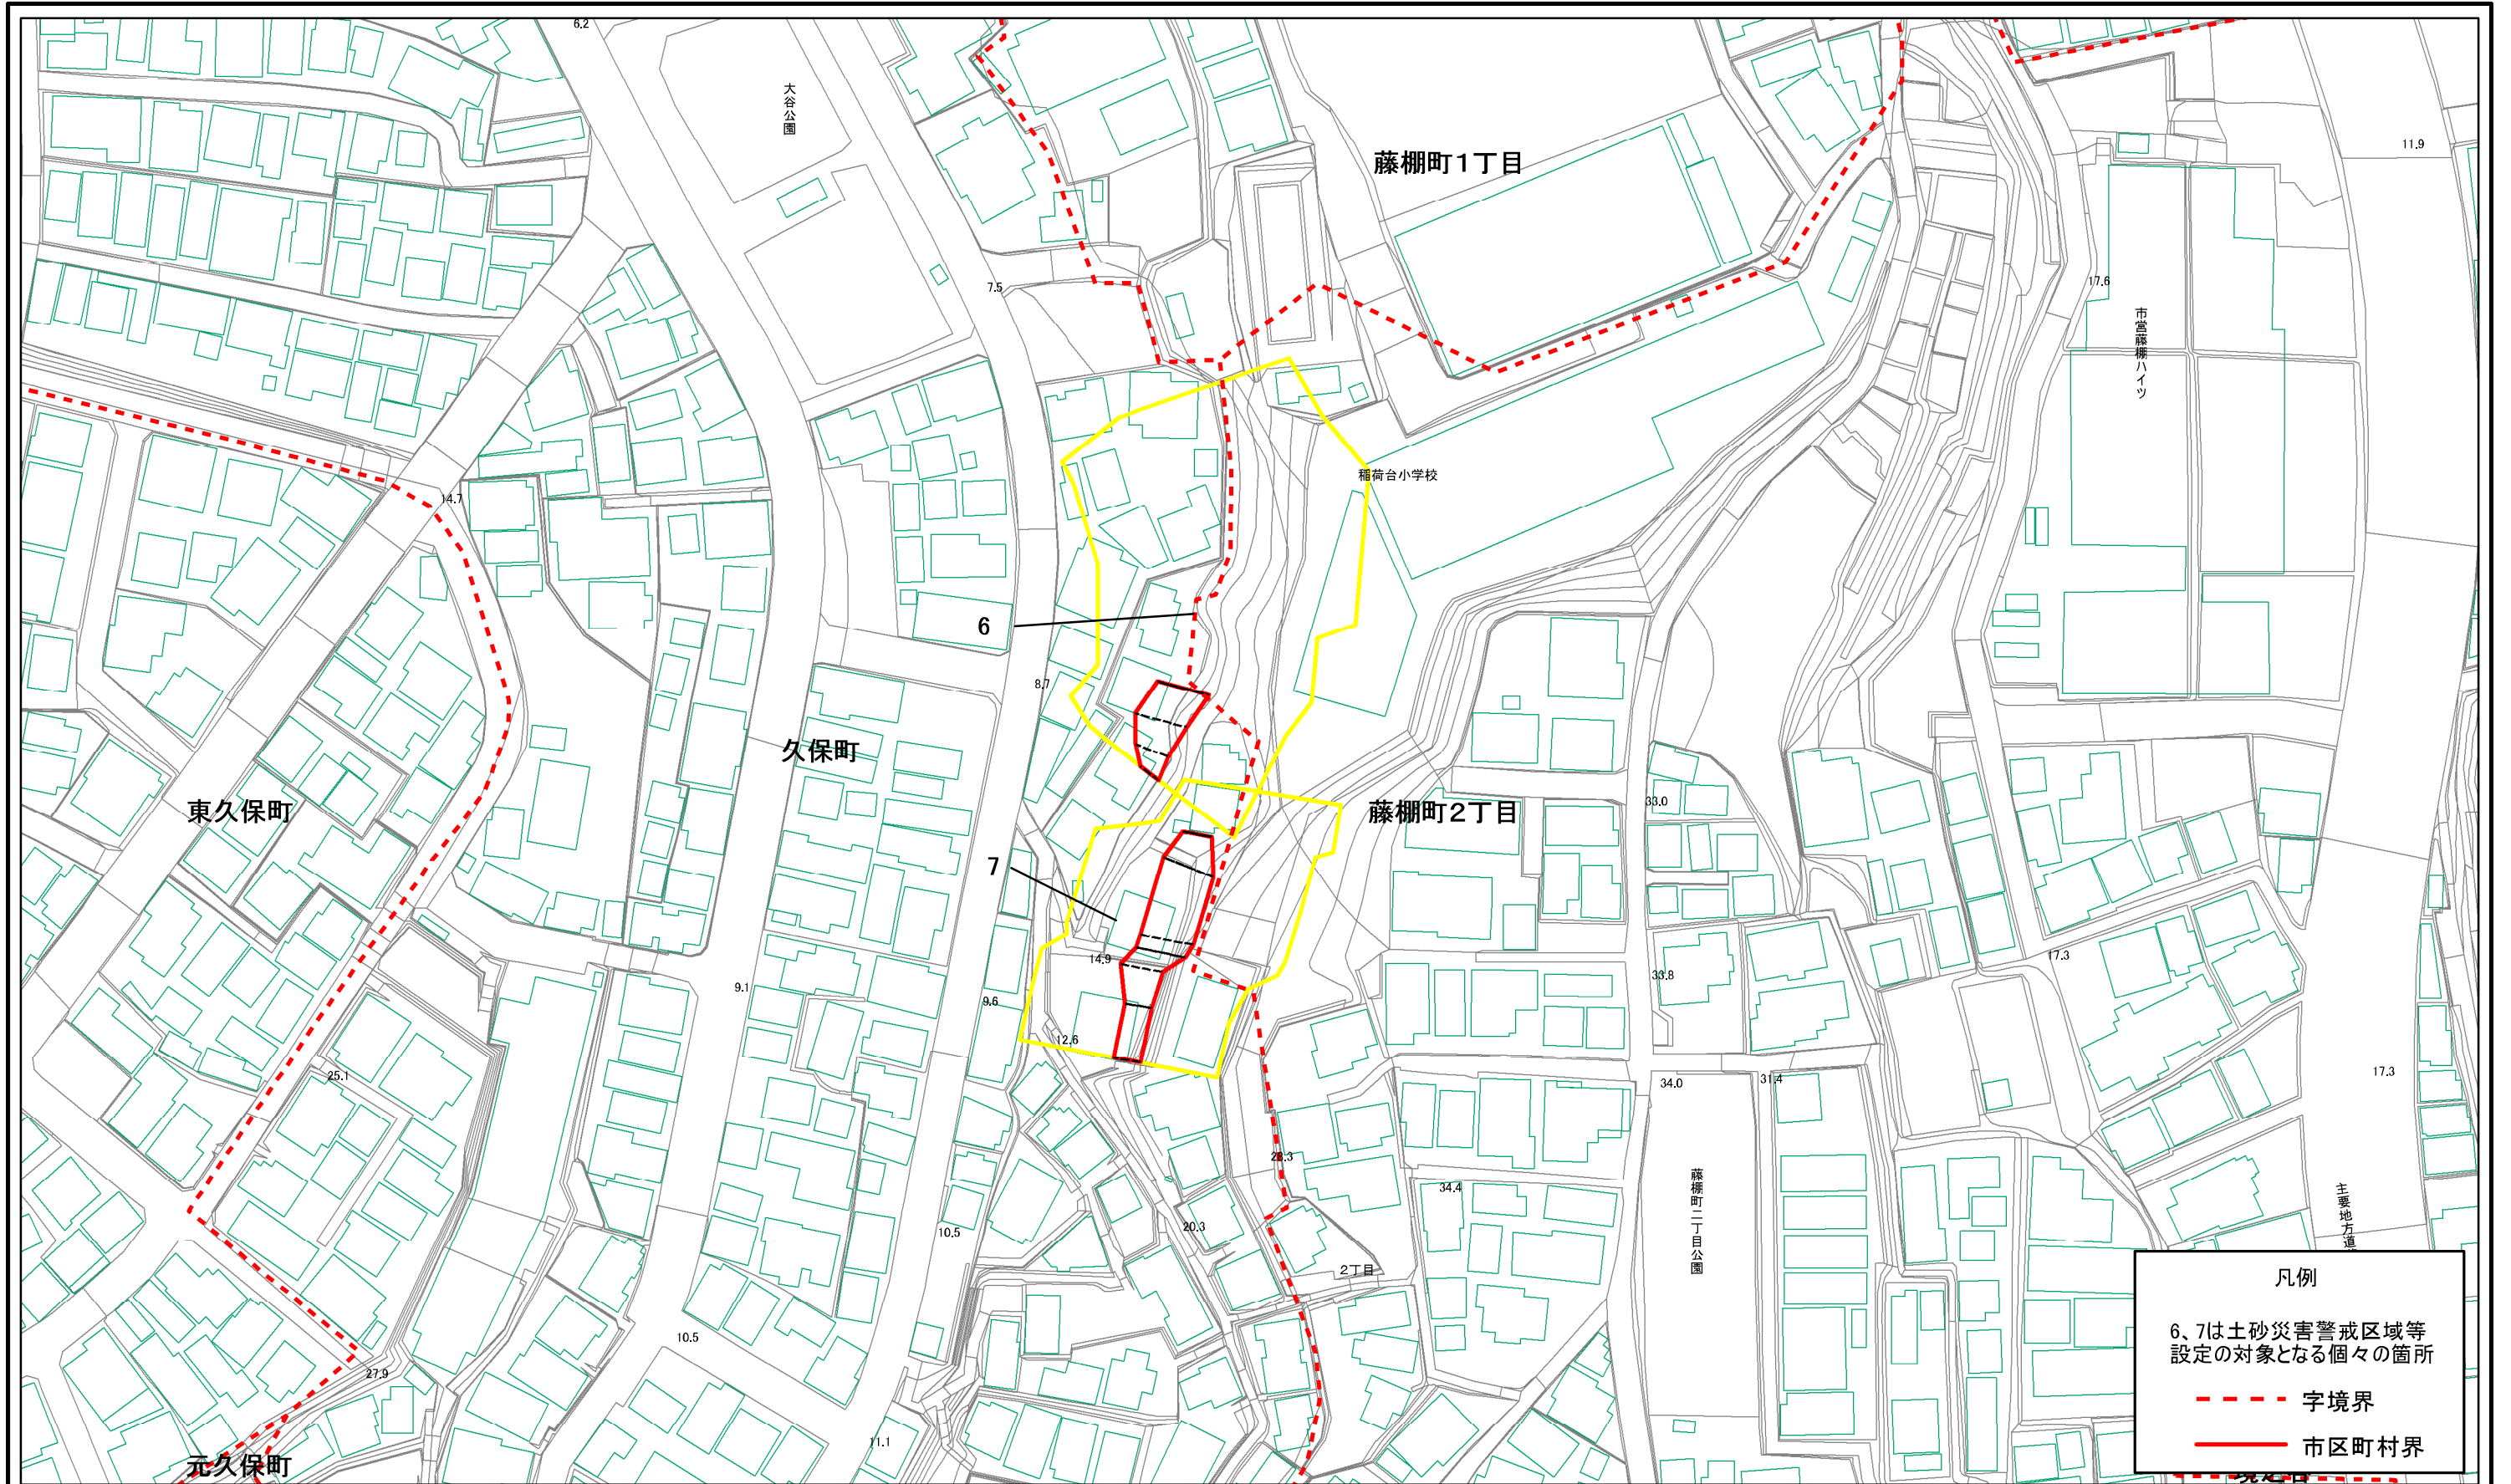 6.2
大谷公園
藤棚町1丁目
11.9
7.5
17.6
市営藤棚ハイツ
稲荷台小学校
14.7
6
8.7
久保町
東久保町
藤棚町2丁目
33.0
7
14.9
9.1
9.6
33.8
17.3
12.6
25.1
34.0
31.4
17.3
28.3
34.4
藤棚町二丁目公園
20.3
10.5
2丁目
主要地方道
10.5
27.9
11.1
元久保町
凡例
6、7は土砂災害警戒区域等
設定の対象となる個々の箇所
字境界
市区町村界